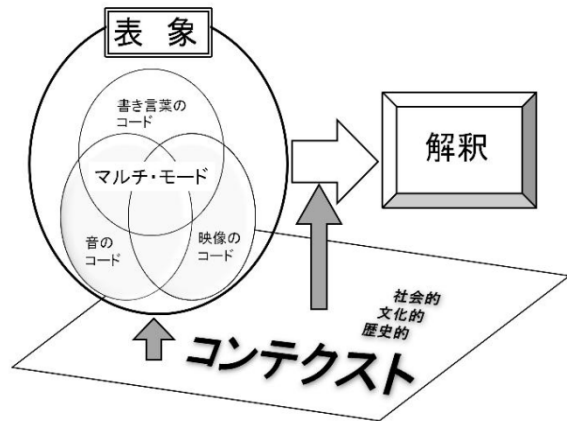 表 象
書き言葉の
コード
マルチ・モード
音の
コード
映像の
コード
解釈
社会的
文化的
歴史的
コンテクスト